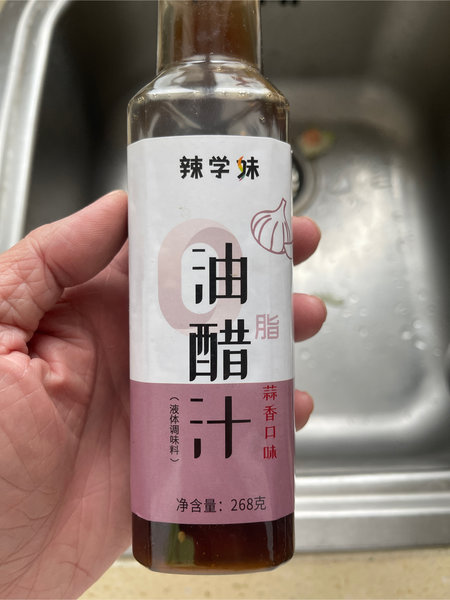 辣学妹
0
脂
油醋汁
蒜香口味
(液体调味料)
净含量：268克